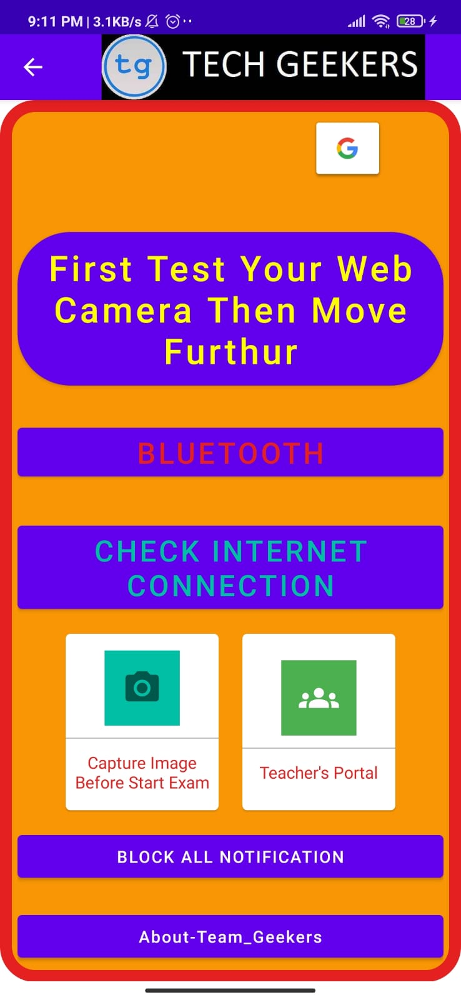 9:11 PM | 3.1KB/s
28
tg TECH GEEKERS
G
First Test Your Web
Camera Then Move
Furthur
BLUETOOTH
CHECK INTERNET
CONNECTION
Capture Image
Before Start Exam
Teacher's Portal
BLOCK ALL NOTIFICATION
About-Team_Geekers